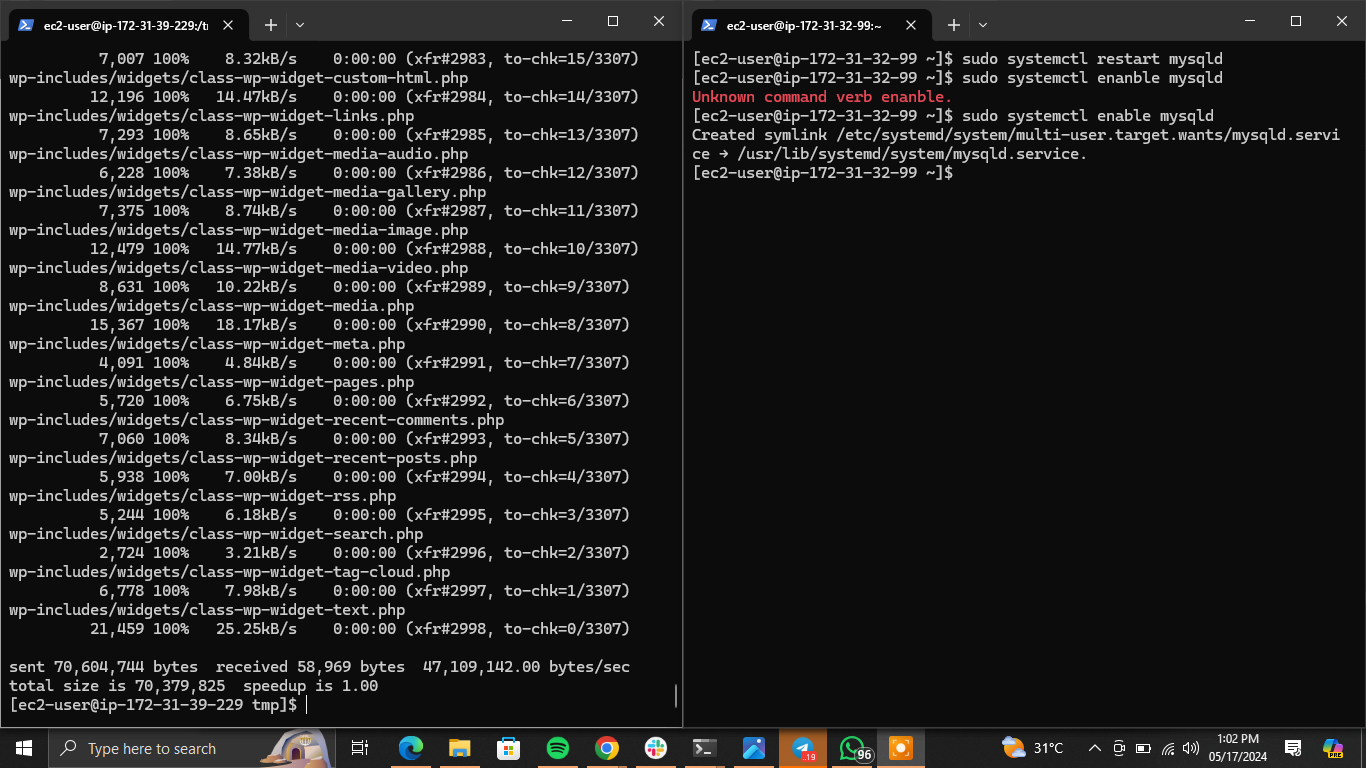 ec2-user@ip-172-31-39-229:/t
7,007 100% 8.32kB/s 0:00:00 (xfr#2983, to-chk=15/3307)
wp-includes/widgets/class-wp-widget-custom-html.php
12,196 100% 14.47kB/s 0:00:00 (xfr#2984, to-chk=14/3307)
wp-includes/widgets/class-wp-widget-links.php
7,293 100% 8.65kB/s 0:00:00 (xfr#2985, to-chk=13/3307)
wp-includes/widgets/class-wp-widget-media-audio.php
6,228 100% 7.38kB/s 0:00:00 (xfr#2986, to-chk=12/3307)
wp-includes/widgets/class-wp-widget-media-gallery.php
7,375 100% 8.74kB/s 0:00:00 (xfr#2987, to-chk=11/3307)
wp-includes/widgets/class-wp-widget-media-image.php
12,479 100% 14.77kB/s 0:00:00 (xfr#2988, to-chk=10/3307)
wp-includes/widgets/class-wp-widget-media-video.php
8,631 100% 10.22kB/s 0:00:00 (xfr#2989, to-chk=9/3307)
wp-includes/widgets/class-wp-widget-media.php
15,367 100% 18.17kB/s 0:00:00 (xfr#2990, to-chk=8/3307)
wp-includes/widgets/class-wp-widget-meta.php
4,091 100% 4.84kB/s 0:00:00 (xfr#2991, to-chk=7/3307)
wp-includes/widgets/class-wp-widget-pages.php
5,720 100% 6.75kB/s 0:00:00 (xfr#2992, to-chk=6/3307)
wp-includes/widgets/class-wp-widget-recent-comments.php
7,060 100% 8.34kB/s 0:00:00 (xfr#2993, to-chk=5/3307)
wp-includes/widgets/class-wp-widget-recent-posts.php
5,938 100% 7.00kB/s 0:00:00 (xfr#2994, to-chk=4/3307)
wp-includes/widgets/class-wp-widget-rss.php
5,244 100% 6.18kB/s 0:00:00 (xfr#2995, to-chk=3/3307)
wp-includes/widgets/class-wp-widget-search.php
2,724 100% 3.21kB/s 0:00:00 (xfr#2996, to-chk=2/3307)
wp-includes/widgets/class-wp-widget-tag-cloud.php
6,778 100% 7.98kB/s 0:00:00 (xfr#2997, to-chk=1/3307)
wp-includes/widgets/class-wp-widget-text.php
21,459 100% 25.25kB/s 0:00:00 (xfr#2998, to-chk=0/3307)
sent 70,604,744 bytes received 58,969 bytes 47,109,142.00 bytes/sec
total size is 70,379,825 speedup is 1.00
[ec2-user@ip-172-31-39-229 tmp]$
ec2-user@ip-172-31-32-99:~
[ec2-user@ip-172-31-32-99 ~]$ sudo systemctl restart mysqld
[ec2-user@ip-172-31-32-99 ~]$ sudo systemctl enanble mysqld
Unknown command verb enanble.
[ec2-user@ip-172-31-32-99 ~]$ sudo systemctl enable mysqld
Created symlink /etc/systemd/system/multi-user.target.wants/mysqld.servi
ce → /usr/lib/systemd/system/mysqld.service.
[ec2-user@ip-172-31-32-99 ~]$
Type here to search
19
96
31°C
1:02 PM
05/17/2024
PRE